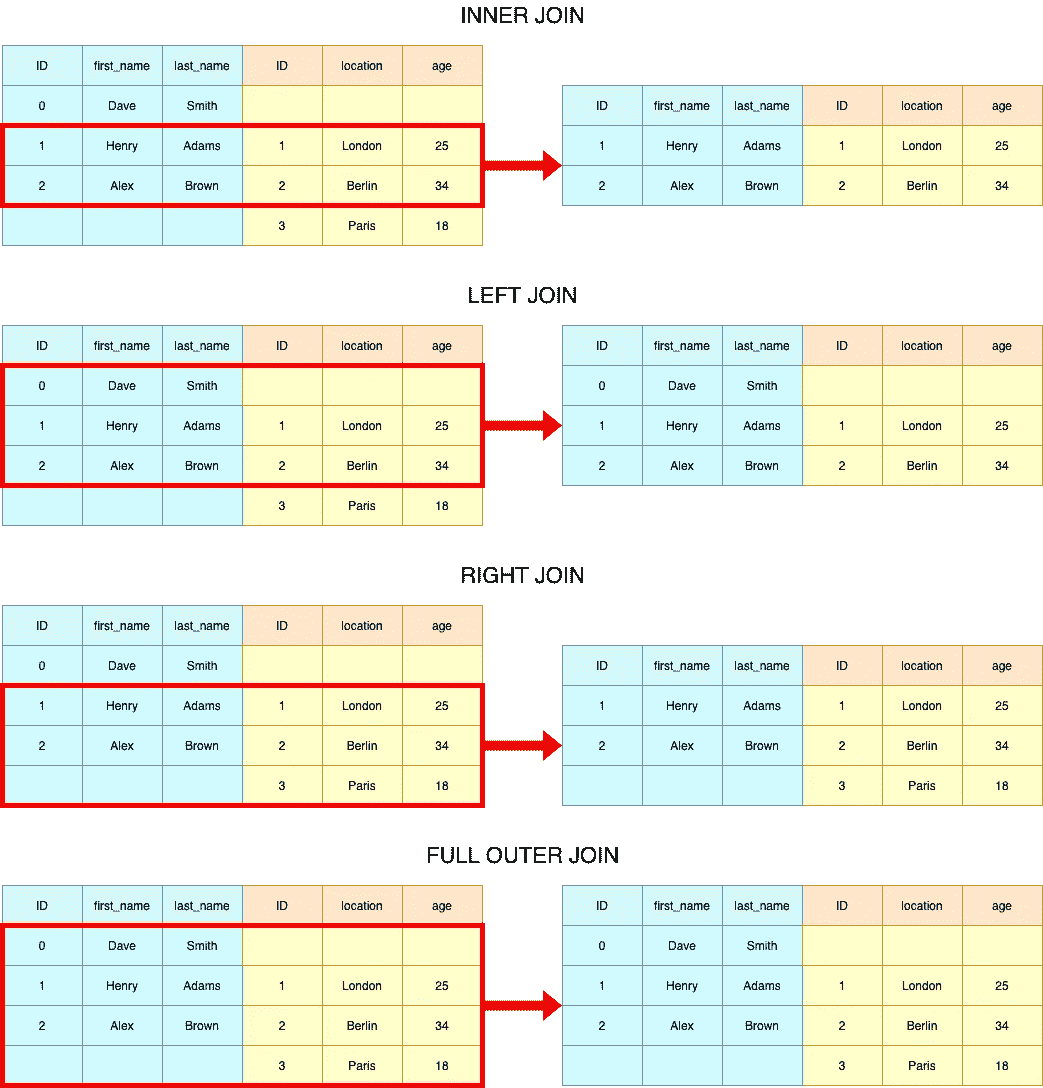 INNER JOIN
ID first_name last_name ID location age
0 Dave Smith
1 Henry Adams 1 London 25
2 Alex Brown 2 Berlin 34
3 Paris 18
ID first_name last_name ID location age
1 Henry Adams 1 London 25
2 Alex Brown 2 Berlin 34
LEFT JOIN
ID first_name last_name ID location age
0 Dave Smith
1 Henry Adams 1 London 25
2 Alex Brown 2 Berlin 34
3 Paris 18
ID first_name last_name ID location age
0 Dave Smith
1 Henry Adams 1 London 25
2 Alex Brown 2 Berlin 34
RIGHT JOIN
ID first_name last_name ID location age
0 Dave Smith
1 Henry Adams 1 London 25
2 Alex Brown 2 Berlin 34
3 Paris 18
ID first_name last_name ID location age
1 Henry Adams 1 London 25
2 Alex Brown 2 Berlin 34
3 Paris 18
FULL OUTER JOIN
ID first_name last_name ID location age
0 Dave Smith
1 Henry Adams 1 London 25
2 Alex Brown 2 Berlin 34
3 Paris 18
ID first_name last_name ID location age
0 Dave Smith
1 Henry Adams 1 London 25
2 Alex Brown 2 Berlin 34
3 Paris 18